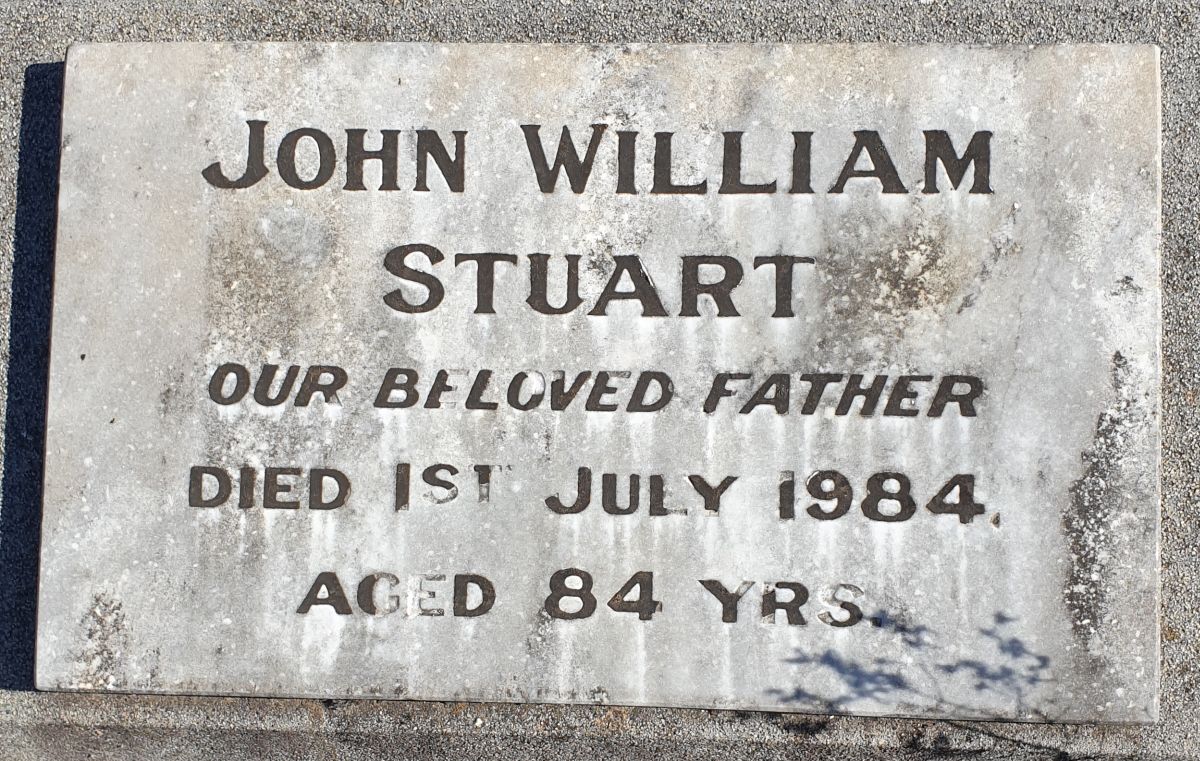 JOHN WILLIAM
STUART
OUR BELOVED FATHER
DIED 1ST JULY 1984.
AGED 84 YRS.